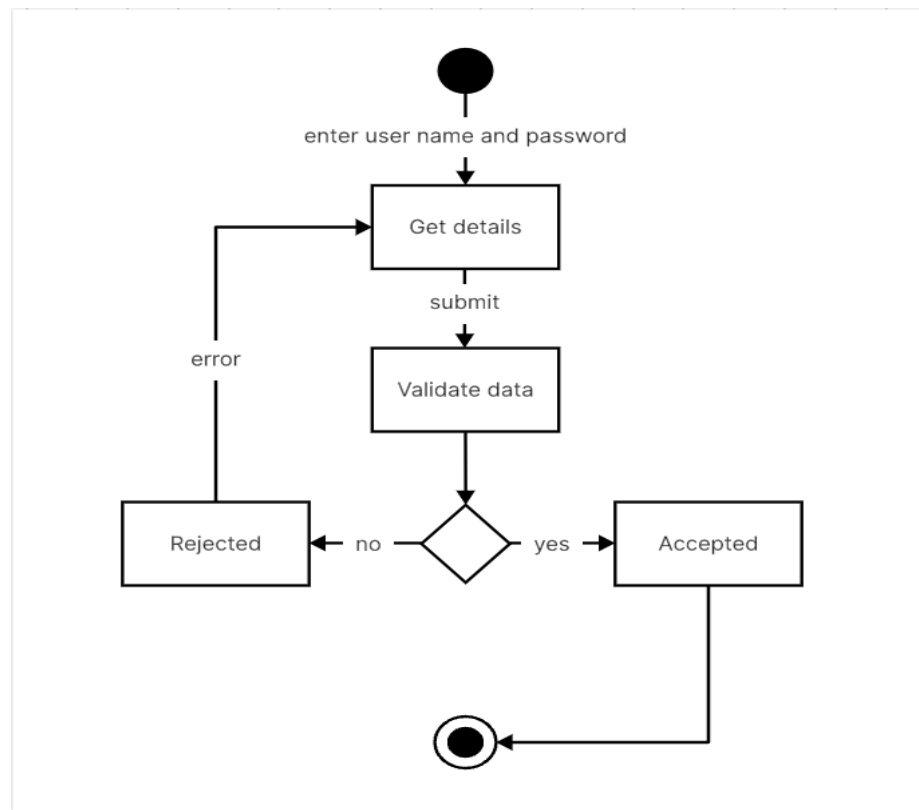 enter user name and password
Get details
submit
error
Validate data
Rejected
no
yes
Accepted